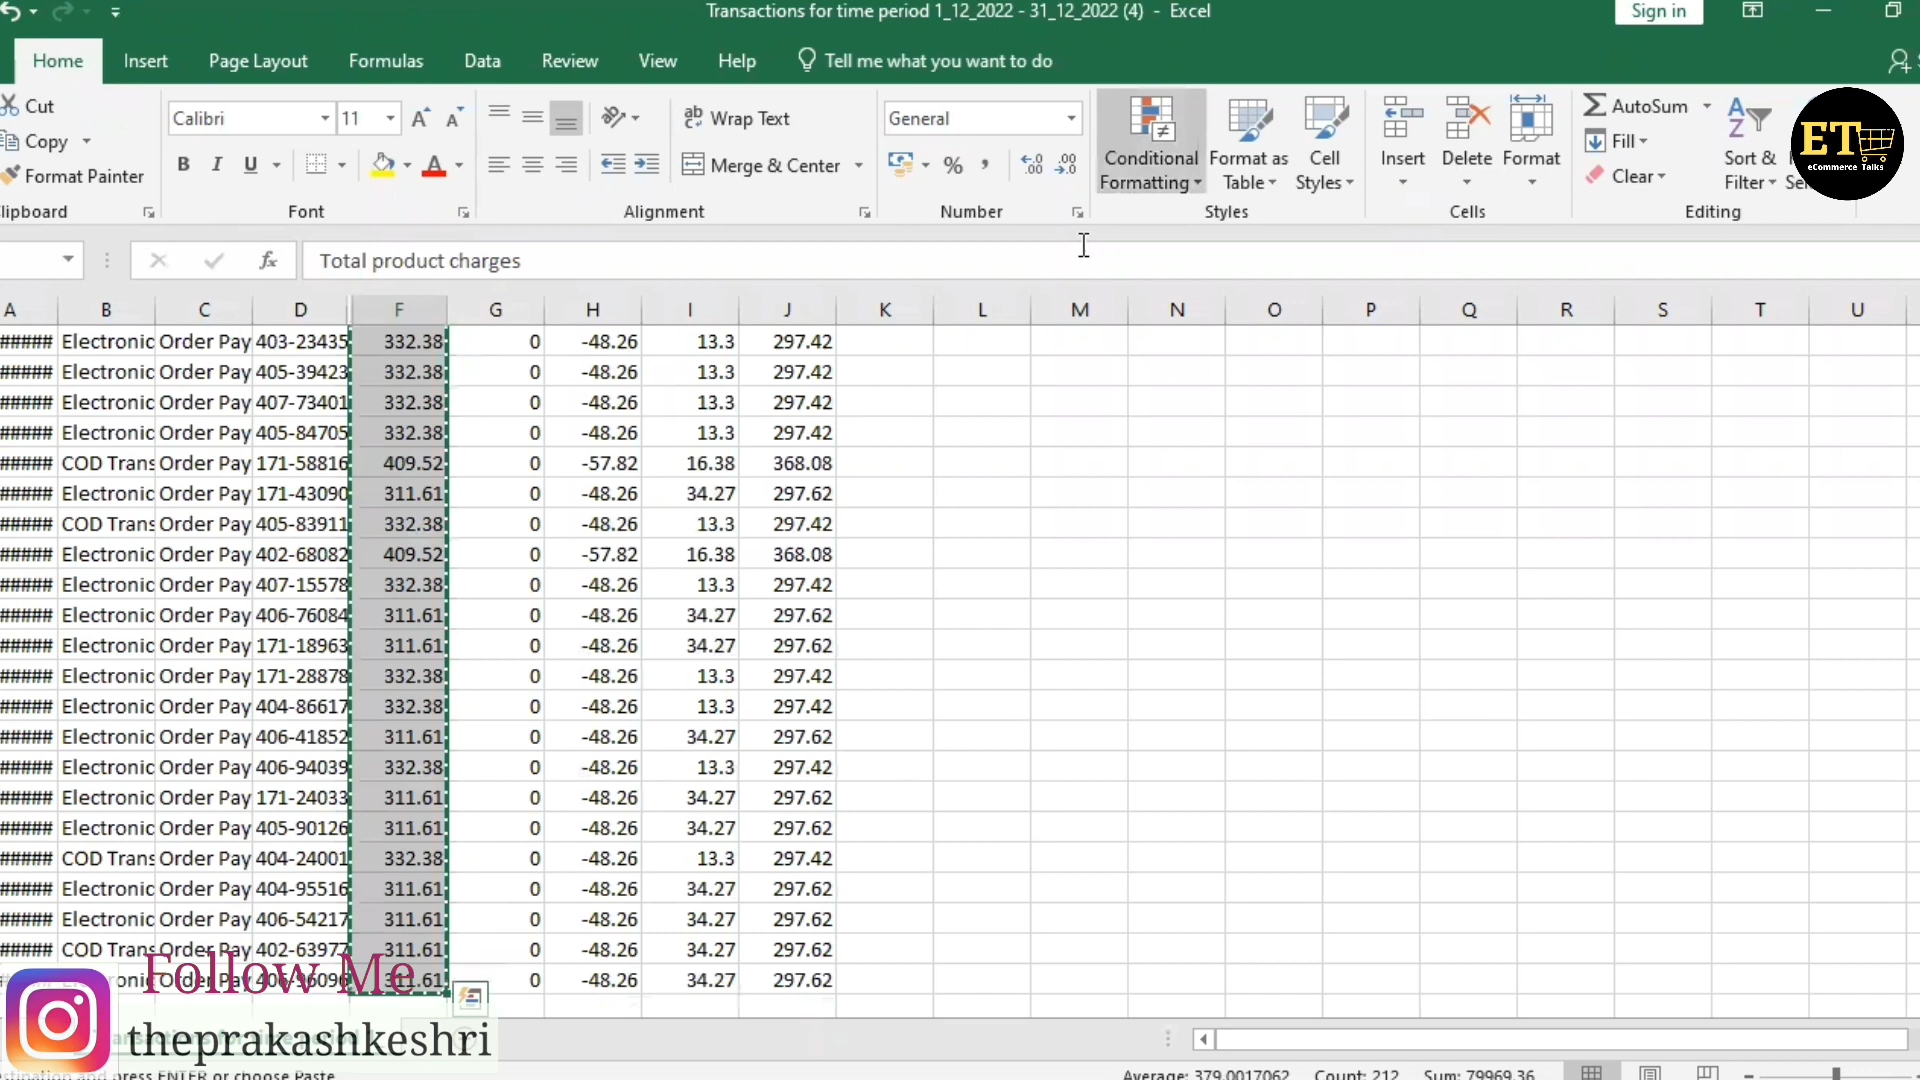 Transactions for time period 1_12_2022 - 31_12_2022 (4) - Excel
Sign in
Home Insert Page Layout Formulas Data Review View Help Tell me what you want to do
Cut
Copy
Format Painter
lipboard
Calibri 11
B I U A
Font
Wrap Text
Merge & Center
Alignment
General
%
Number
Conditional Formatting
Format as Table
Cell Styles
Styles
Insert Delete Format
Cells
AutoSum
Fill
Clear
Sort &
Filter
Editing
ET
eCommerce Talks
fx Total product charges
A B C D F G H I J K L M N O P Q R S T U
##### Electronic Order Pay 403-23435 332.38 0 -48.26 13.3 297.42
##### Electronic Order Pay 405-39423 332.38 0 -48.26 13.3 297.42
##### Electronic Order Pay 407-73401 332.38 0 -48.26 13.3 297.42
##### Electronic Order Pay 405-84705 332.38 0 -48.26 13.3 297.42
##### COD Trans Order Pay 171-58816 409.52 0 -57.82 16.38 368.08
##### Electronic Order Pay 171-43090 311.61 0 -48.26 34.27 297.62
##### COD Trans Order Pay 405-83911 332.38 0 -48.26 13.3 297.42
##### Electronic Order Pay 402-68082 409.52 0 -57.82 16.38 368.08
##### Electronic Order Pay 407-15578 332.38 0 -48.26 13.3 297.42
##### Electronic Order Pay 406-76084 311.61 0 -48.26 34.27 297.62
##### Electronic Order Pay 171-18963 311.61 0 -48.26 34.27 297.62
##### Electronic Order Pay 171-28878 332.38 0 -48.26 13.3 297.42
##### Electronic Order Pay 404-86617 332.38 0 -48.26 13.3 297.42
##### Electronic Order Pay 406-41852 311.61 0 -48.26 34.27 297.62
##### Electronic Order Pay 406-94039 332.38 0 -48.26 13.3 297.42
##### Electronic Order Pay 171-24033 311.61 0 -48.26 34.27 297.62
##### Electronic Order Pay 405-90126 311.61 0 -48.26 34.27 297.62
##### COD Trans Order Pay 404-24001 332.38 0 -48.26 13.3 297.42
##### Electronic Order Pay 404-95516 311.61 0 -48.26 34.27 297.62
##### Electronic Order Pay 406-54217 311.61 0 -48.26 34.27 297.62
##### COD Trans Order Pay 402-63977 311.61 0 -48.26 34.27 297.62
Order Pay 406-96096 311.61 0 -48.26 34.27 297.62
Follow Me
theprakashkeshri
press ENTER or choose Paste
Average: 379.0017062 Count: 212 Sum: 79969.36